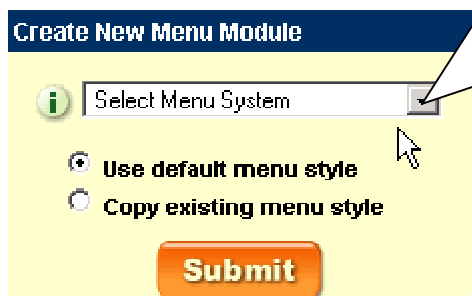 Create New Menu Module
i Select Menu System
Use default menu style
Copy existing menu style
Submit